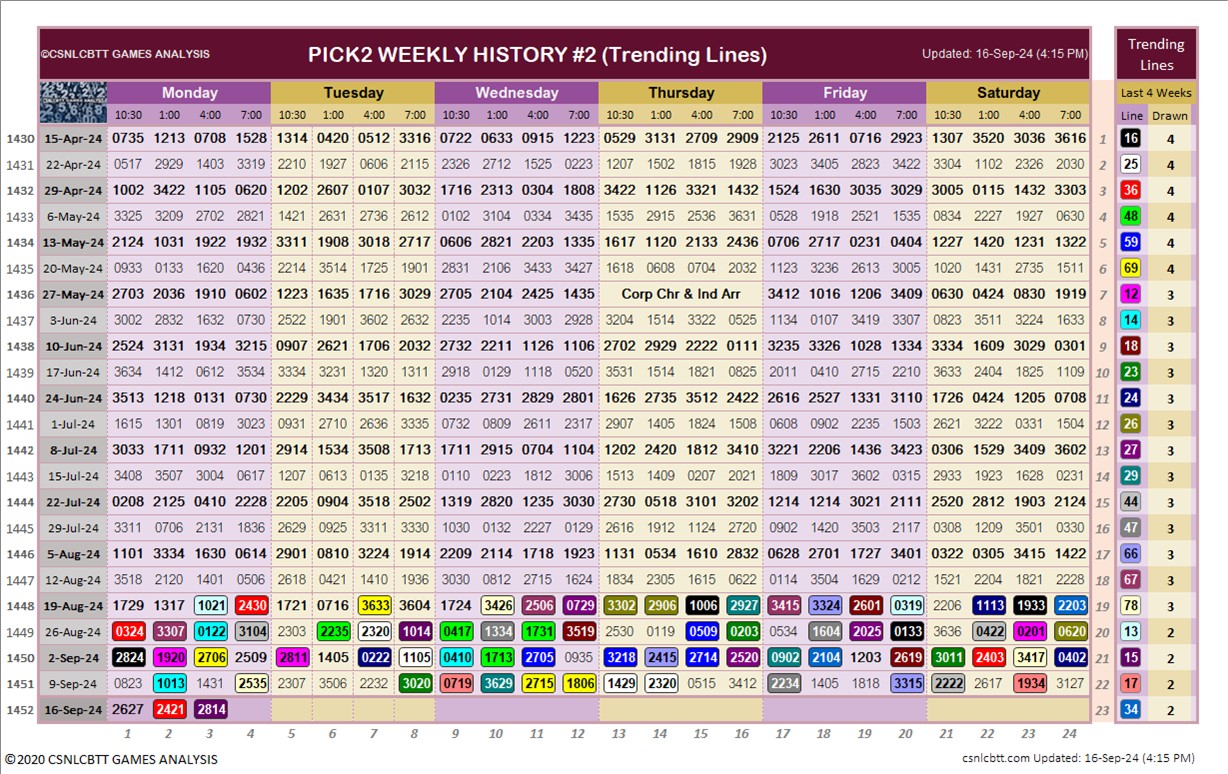 ©CSNLCBTT GAMES ANALYSIS PICK2 WEEKLY HISTORY #2 (Trending Lines) Updated: 16-Sep-24 (4:15 PM) Trending Lines
Monday Tuesday Wednesday Thursday Friday Saturday Last 4 Weeks
10:30 1:00 4:00 7:00 10:30 1:00 4:00 8:00 10:30 1:00 4:00 7:00 10:30 1:00 4:00 7:00 10:30 1:00 4:00 7:00 10:30 1:00 4:00 7:00 Line Drawn
1430 15-Apr-24 0735 1213 0708 1528 1314 0420 0512 3316 0722 0633 0915 1223 0529 3131 2709 2909 2125 2611 0716 2923 1307 3520 3036 3616 1 16 4
1431 22-Apr-24 0517 2929 1403 3319 2210 1927 0606 2115 2326 2712 1525 0223 1207 1502 1815 1928 3023 3405 2223 3422 3304 1102 2326 2030 2 25 4
1432 29-Apr-24 1002 3422 1105 0620 1202 2607 0107 3032 1716 2313 0304 1808 3422 1126 3321 1432 1524 1630 3035 3029 3005 0115 1432 3303 3 36 4
1433 6-May-24 3325 3209 2702 2821 1421 2631 2736 2612 0102 3104 0334 3435 1535 2915 2536 3631 0528 1918 2521 1535 0834 2227 1927 0630 4 48 4
1434 13-May-24 2124 1031 1922 1932 3311 1908 3018 2717 0606 2821 2203 1335 1617 1120 2133 2436 0706 2717 0231 0404 1227 1420 1231 1322 5 59 4
1435 20-May-24 0933 0133 1620 0436 2214 3514 1725 1901 2831 2106 3433 3427 1618 0608 0704 2032 1123 3236 2613 3005 1020 1431 2735 1511 6 69 4
1436 27-May-24 2703 2036 1910 0602 1223 1635 1716 3029 2705 2104 2425 1435 Corp Chr & Ind Arr 3412 1016 1206 3409 0630 0424 0830 1919 7 12 3
1437 3-Jun-24 3002 2832 1632 0730 2522 1901 3602 2632 2235 1014 3003 2928 3204 1514 3322 0525 1134 0107 3419 3307 0823 3511 3224 1633 8 14 3
1438 10-Jun-24 2524 3131 1934 3215 0907 2621 1706 2032 2732 2211 1126 1106 2702 2929 2222 0111 3235 3326 1028 1334 3334 1609 3029 0301 9 18 3
1439 17-Jun-24 3634 1412 0612 3534 3334 3231 1320 1311 2918 0129 1118 0520 3531 1514 1821 0825 2011 0410 2715 2210 3633 2404 1825 1109 10 23 3
1440 24-Jun-24 3513 1218 0131 0730 2229 3434 3517 1632 0235 2731 2829 2801 1626 2735 3512 2422 2616 2527 1331 3110 1726 0424 1205 0708 11 24 3
1441 1-Jul-24 1615 1301 0819 3023 0931 2710 2636 3335 0732 0809 2611 2317 2907 1405 1824 1508 0608 0902 2235 1503 2621 3222 0331 1504 12 26 3
1442 8-Jul-24 3033 1711 0932 1201 2914 1534 3508 1713 1711 2915 0704 1104 1202 2420 1812 3410 3221 2206 1436 3423 0306 1529 3409 3602 13 27 3
1443 15-Jul-24 3408 3507 3004 0617 1207 0613 0135 3213 0110 0223 1812 3006 1513 1409 0207 2021 1809 3017 3602 0315 2933 1923 1628 0231 14 29 3
1444 22-Jul-24 0208 2125 0410 2228 2205 0904 3518 2502 1319 2820 1235 3030 2730 0518 3101 3202 1214 1214 3021 2111 2520 2812 1903 2124 15 44 3
1445 29-Jul-24 3311 0706 2131 1836 2629 0925 3311 3330 1030 0132 2227 0129 2616 1912 1124 2720 0902 1420 3503 2117 0308 1209 3501 0330 16 47 3
1446 5-Aug-24 1101 3334 1630 0614 2901 0810 3224 1914 2209 2114 1718 1923 1131 0534 1610 2832 0628 2701 1727 3401 0322 0305 3415 1422 17 66 3
1447 12-Aug-24 3518 2120 1401 0506 2618 0421 1410 1936 3030 0812 2715 1624 1834 2305 1615 0622 0114 3504 1629 0212 1521 2204 1821 2228 18 67 3
1448 19-Aug-24 1729 1317 1021 2430 1721 0716 3633 3604 1724 3426 2506 0729 3302 2906 1006 2927 3415 3324 2601 0319 2206 1113 1933 2203 19 78 3
1449 26-Aug-24 0324 3307 0122 3104 2303 2235 2320 1014 0417 1334 1731 3519 2530 0119 0509 0203 0534 1604 2025 0133 3636 0422 0201 0620 20 13 2
1450 2-Sep-24 2824 1920 2706 2509 2811 1405 0222 1105 0410 1713 2705 0935 3218 2415 2714 2520 0902 2104 1203 2619 3011 2403 3417 0402 21 15 2
1451 9-Sep-24 0823 1013 1431 2535 2307 3506 2232 3020 0719 3629 2715 1806 1429 2320 0515 3412 2234 1405 3218 3315 2222 2617 1934 3127 22 17 2
1452 16-Sep-24 2627 2421 2814 23 34 2
1 2 3 4 5 6 7 8 9 10 11 12 13 14 15 16 17 18 19 20 21 22 23 24
©2020 CSNLCBTT GAMES ANALYSIS csnlcbtt.com Updated: 16-Sep-24 (4:15 PM)